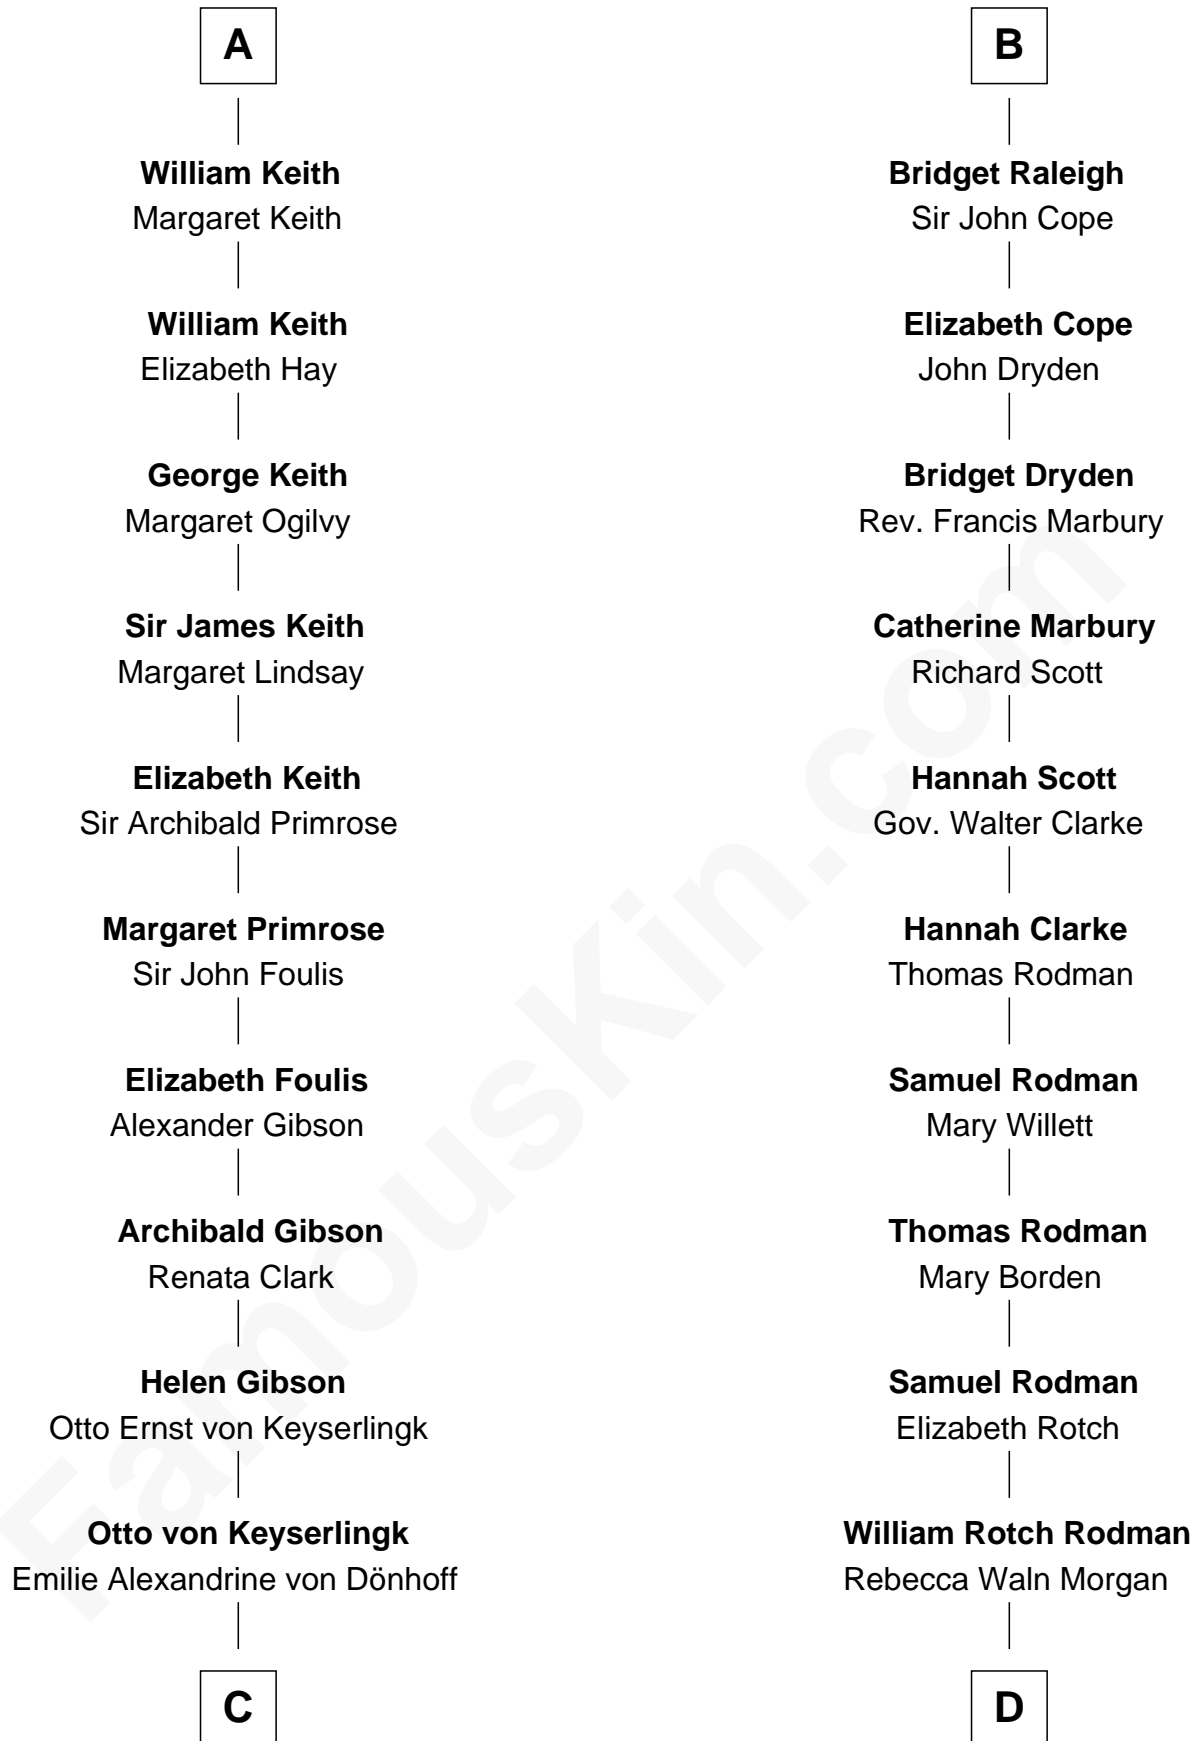 A
William Keith
Margaret Keith
William Keith
Elizabeth Hay
George Keith
Margaret Ogilvy
Sir James Keith
Margaret Lindsay
Elizabeth Keith
Sir Archibald Primrose
Margaret Primrose
Sir John Foulis
Elizabeth Foulis
Alexander Gibson
Archibald Gibson
Renata Clark
Helen Gibson
Otto Ernst von Keyserlingk
Otto von Keyserlingk
Emilie Alexandrine von Dönhoff
C
B
Bridget Raleigh
Sir John Cope
Elizabeth Cope
John Dryden
Bridget Dryden
Rev. Francis Marbury
Catherine Marbury
Richard Scott
Hannah Scott
Gov. Walter Clarke
Hannah Clarke
Thomas Rodman
Samuel Rodman
Mary Willett
Thomas Rodman
Mary Borden
Samuel Rodman
Elizabeth Rotch
William Rotch Rodman
Rebecca Waln Morgan
D
FamousKin.com